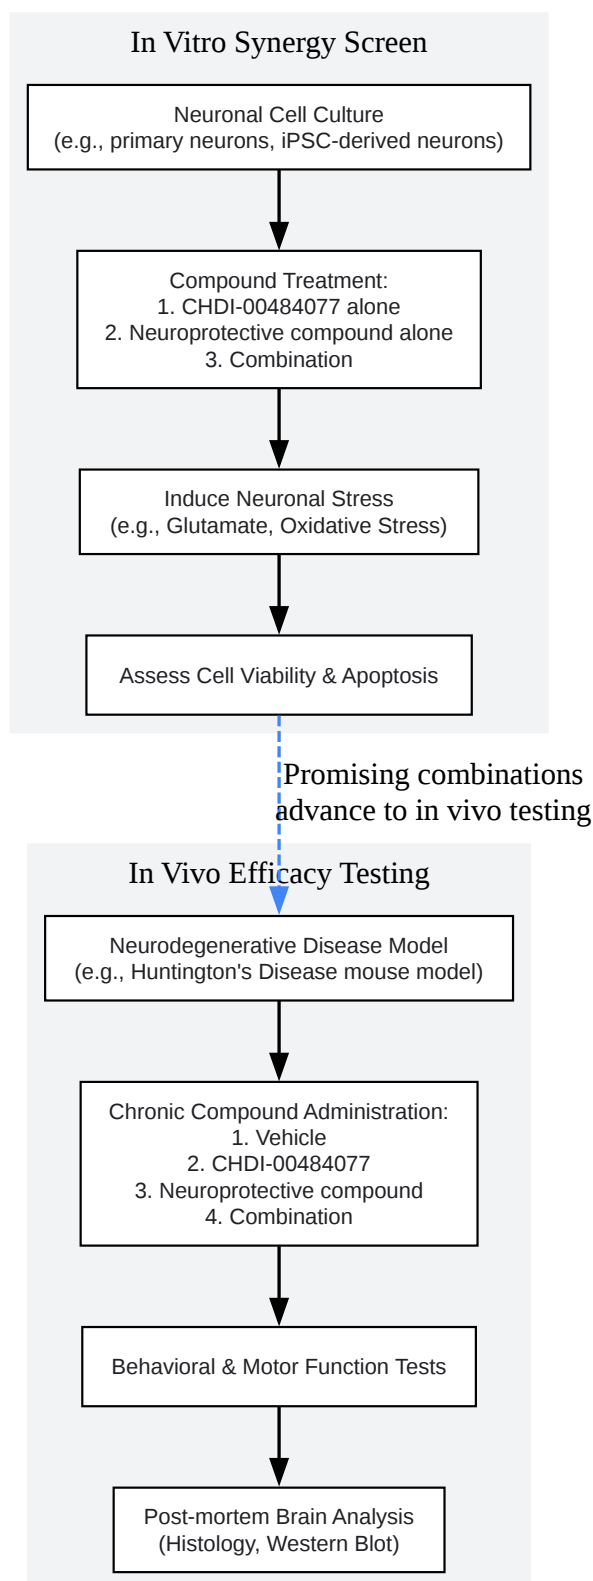 In Vitro Synergy Screen
Neuronal Cell Culture
(e.g., primary neurons, iPSC-derived neurons)
Compound Treatment:
1. CHDI-00484077 alone
2. Neuroprotective compound alone
3. Combination
Induce Neuronal Stress
(e.g., Glutamate, Oxidative Stress)
Assess Cell Viability & Apoptosis
Promising combinations
advance to in vivo testing
In Vivo Efficacy Testing
Neurodegenerative Disease Model
(e.g., Huntington's Disease mouse model)
Chronic Compound Administration:
1. Vehicle
2. CHDI-00484077
3. Neuroprotective compound
4. Combination
Behavioral & Motor Function Tests
Post-mortem Brain Analysis
(Histology, Western Blot)